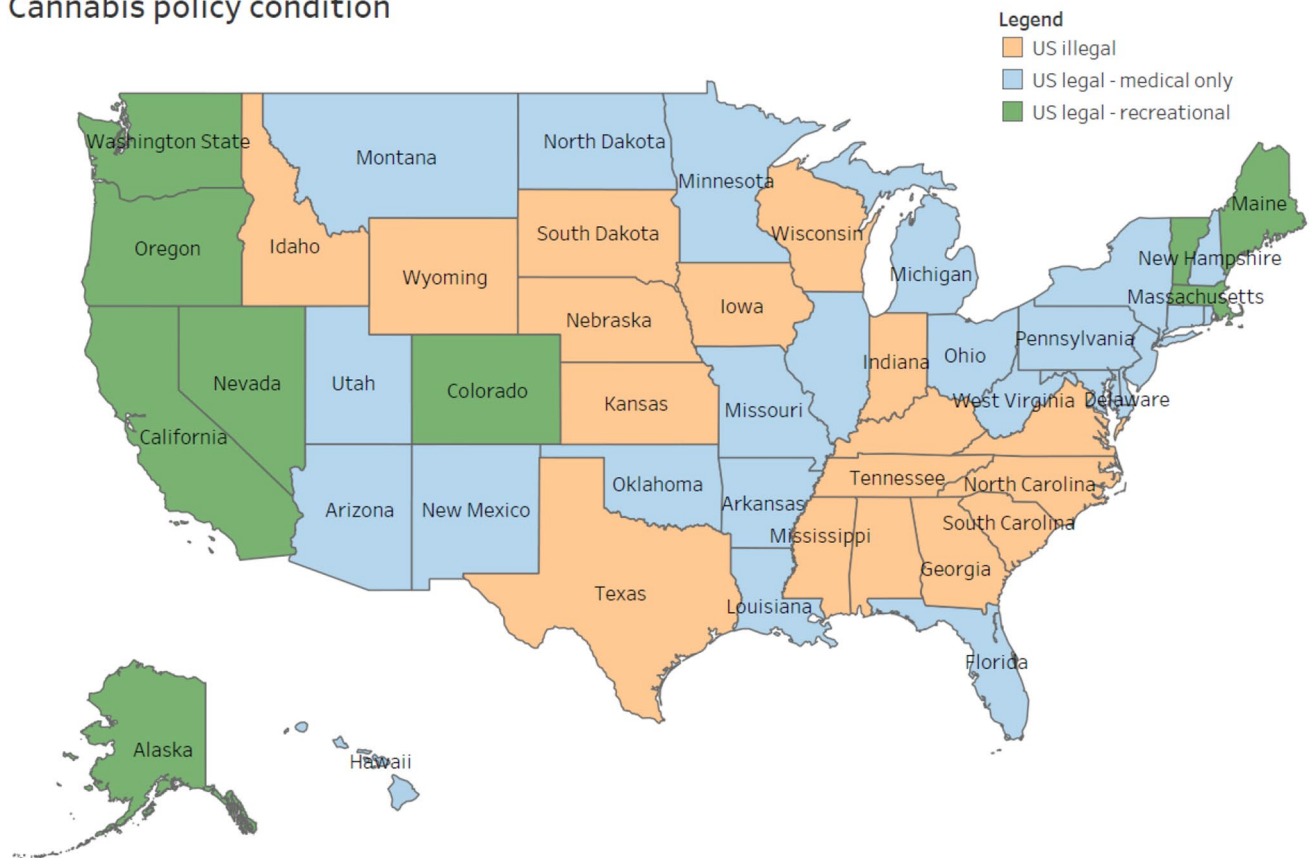 Cannabis policy condition
Legend
US illegal
US legal - medical only
US legal - recreational
Washington State
Montana
North Dakota
Minnesota
Maine
Oregon
Idaho
Wyoming
South Dakota
Wisconsin
Michigan
New Hampshire
Massachusetts
Nebraska
Iowa
Pennsylvania
Nevada
Utah
Colorado
Kansas
Missouri
Indiana
Ohio
West Virginia
Delaware
California
Arizona
New Mexico
Oklahoma
Arkansas
Tennessee
North Carolina
South Carolina
Mississippi
Georgia
Texas
Louisiana
Florida
Alaska
Hawaii